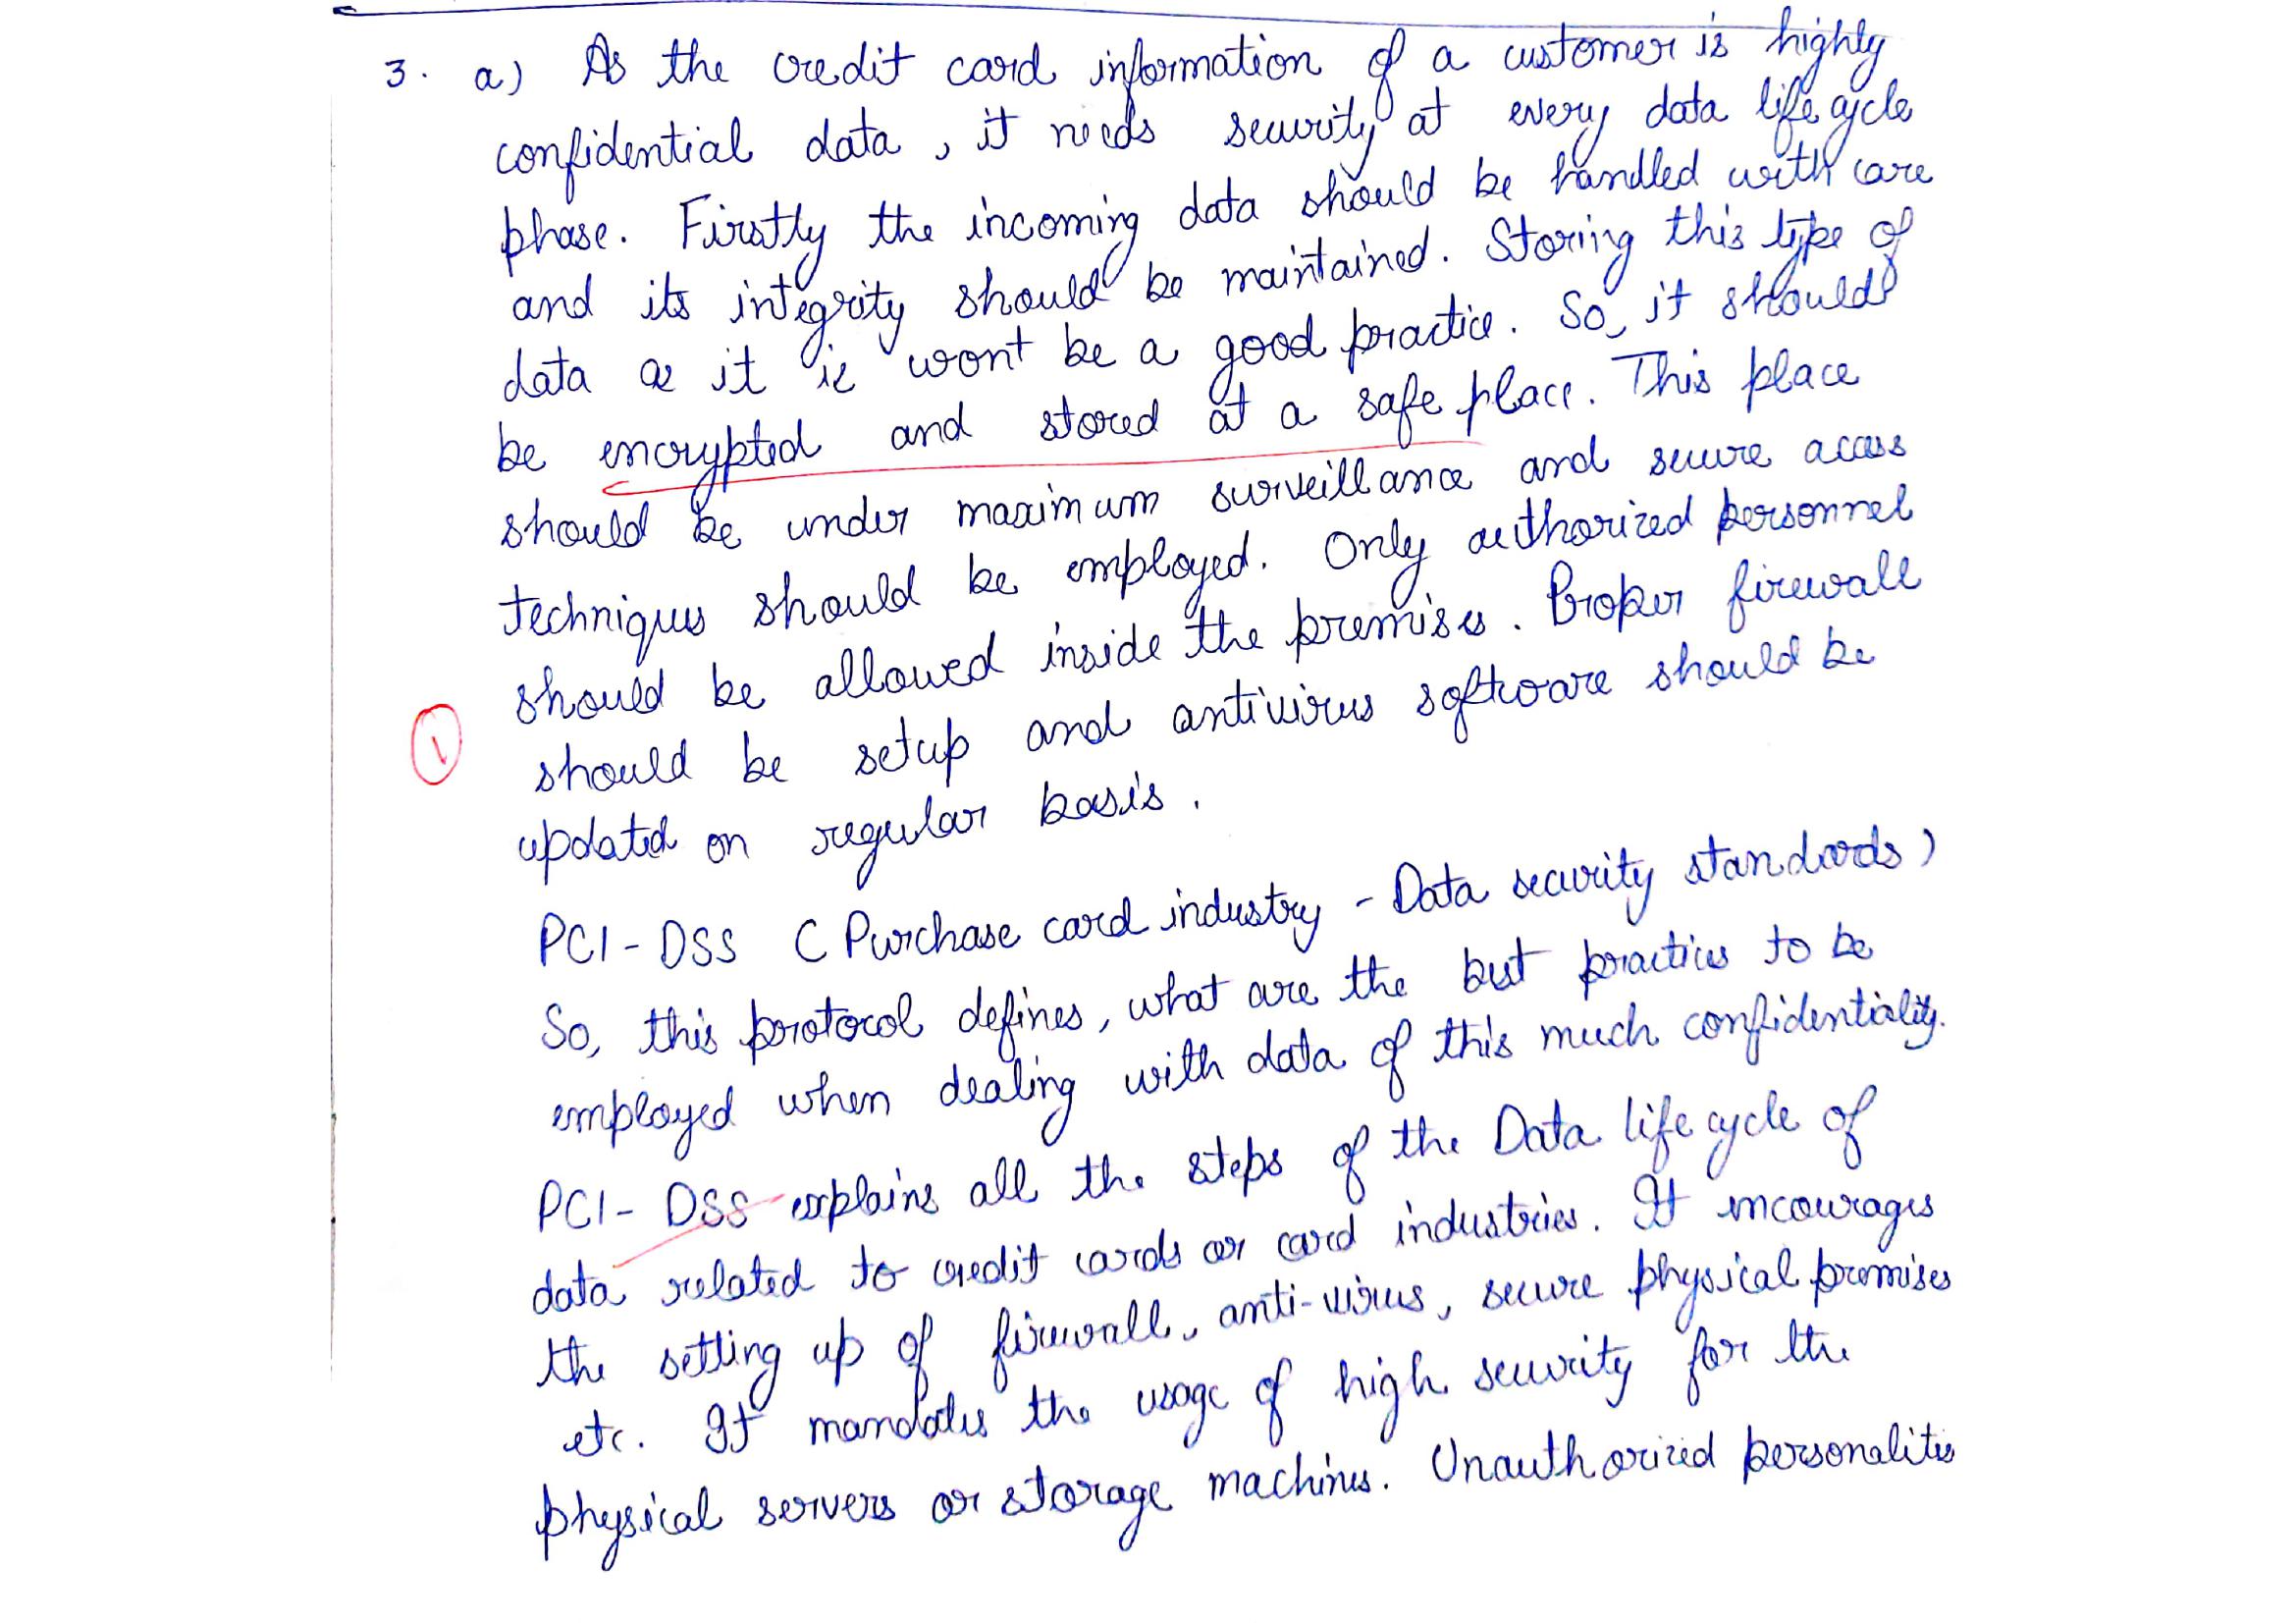 3. a) As the credit card information of a customer is highly
confidential data, it needs security at every data life cycle
phase. Firstly the incoming data should be handled with care
and its integrity should be maintained. Storing this type of
data as it is wont be a good practice. So, it should
be encrypted and stored at a safe place. This place
should be under maximum surveillance and secure access
techniques should be employed. Only authorized personnel
should be allowed inside the premises. Proper firewall
should be setup and antivirus software should be
updated on regular basis.
1
PCI-DSS (Purchase card industry - Data security standards)
So, this protocol defines, what are the best practices to be
employed when dealing with data of this much confidentiality.
PCI-DSS explains all the steps of the Data life cycle of
data related to credit cards or card industries. It encourages
the setting up of firewall, anti-virus, secure physical premises
etc. It mandates the usage of high security for the
physical servers or storage machines. Unauthorized personalities